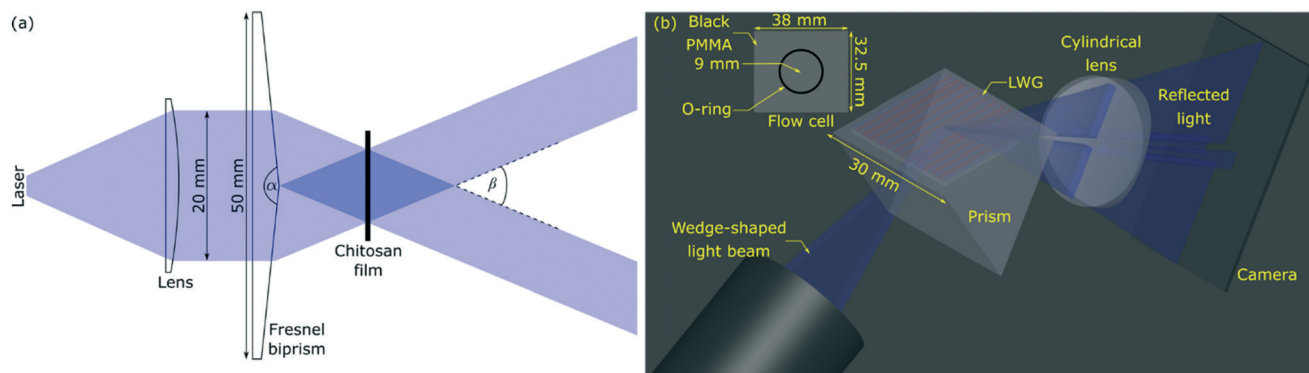 (a)
Laser
20 mm
50 mm
α
β
Lens
Chitosan
film
Fresnel
biprism
(b)
Black
PMMA
9 mm
O-ring
38 mm
32.5 mm
Flow cell
Cylindrical
lens
LWG
Reflected
light
30 mm
Prism
Wedge-shaped
light beam
Camera